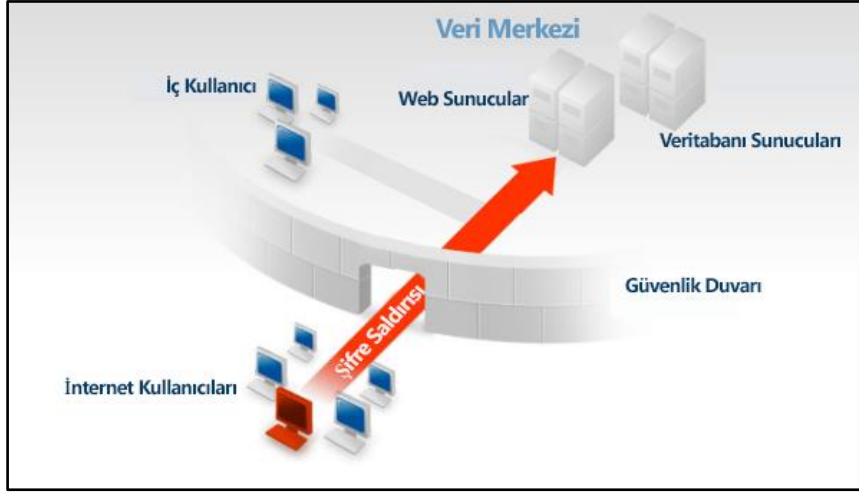 Veri Merkezi
İç Kullanıcı
Web Sunucular
Veritabanı Sunucuları
Güvenlik Duvarı
Şifre Saldırısı
İnternet Kullanıcıları